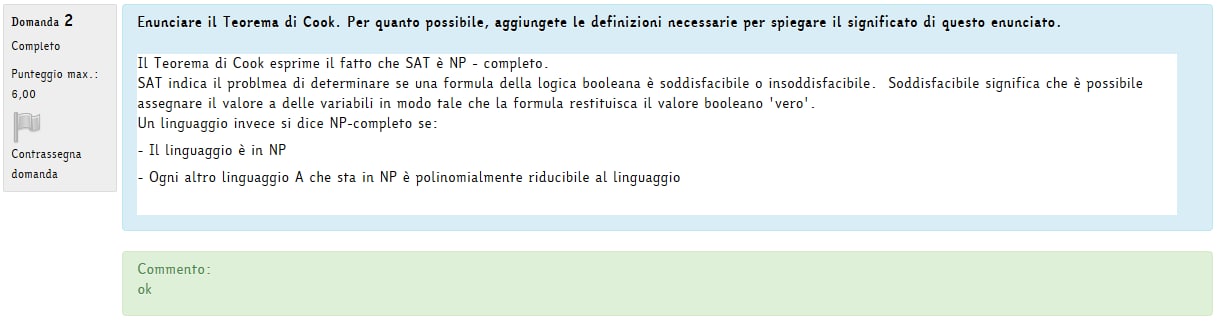 Domanda 2
Completo
Punteggio max.:
6,00
Contrassegna
domanda
Enunciare il Teorema di Cook. Per quanto possibile, aggiungete le definizioni necessarie per spiegare il significato di questo enunciato.
Il Teorema di Cook esprime il fatto che SAT è NP - completo.
SAT indica il problmea di determinare se una formula della logica booleana è soddisfacibile o insoddisfacibile. Soddisfacibile significa che è possibile
assegnare il valore a delle variabili in modo tale che la formula restituisca il valore booleano 'vero'.
Un linguaggio invece si dice NP-completo se:
- Il linguaggio è in NP
- Ogni altro linguaggio A che sta in NP è polinomialmente riducibile al linguaggio
Commento:
ok